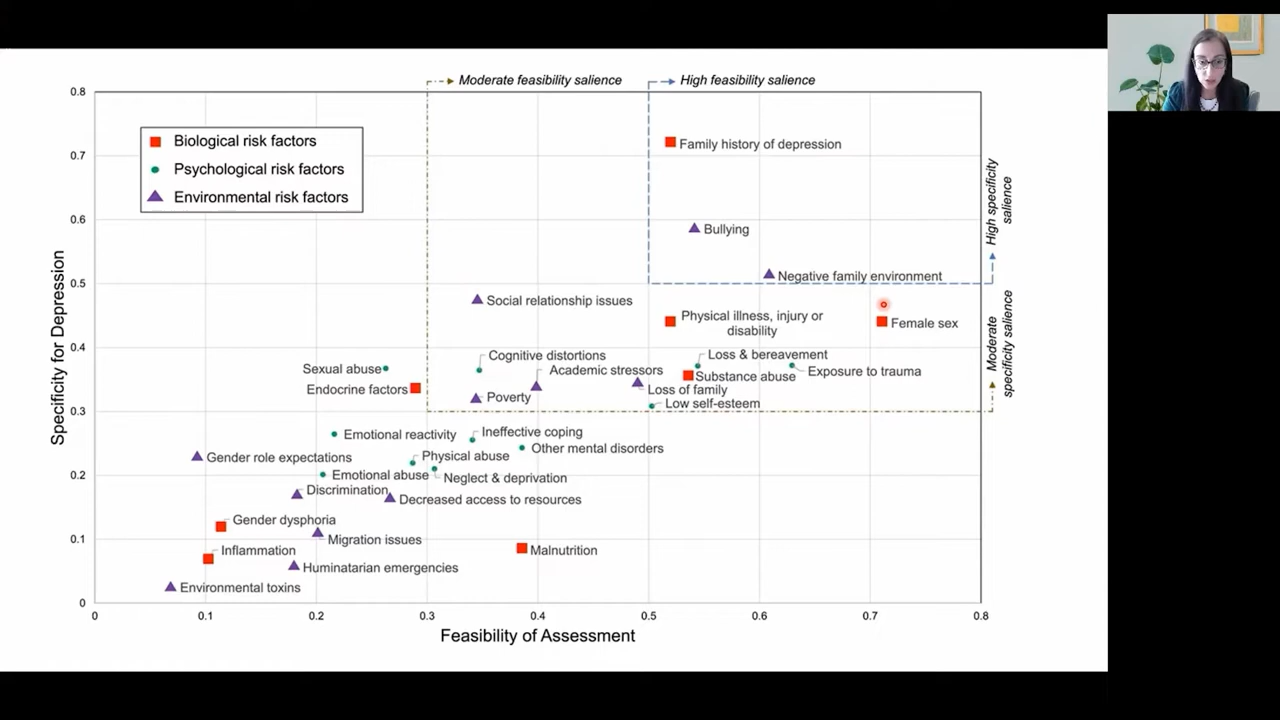 Moderate feasibility salience
High feasibility salience
0.8
Biological risk factors
Psychological risk factors
Environmental risk factors
Family history of depression
0.7
High specificity
salience
0.6
Bullying
Negative family environment
0.5
Social relationship issues
Physical illness, injury or
disability
Female sex
Moderate
specificity salience
0.4
Cognitive distortions
Loss & bereavement
Sexual abuse
Academic stressors
Exposure to trauma
Substance abuse
Endocrine factors
Loss of family
Poverty
Low self-esteem
0.3
Emotional reactivity
Ineffective coping
Other mental disorders
Gender role expectations
Physical abuse
0.2
Emotional abuse
Neglect & deprivation
Discrimination
Decreased access to resources
Gender dysphoria
0.1
Migration issues
Inflammation
Malnutrition
Huminatarian emergencies
Environmental toxins
0
Specificity for Depression
0 0.1 0.2 0.3 0.4 0.5 0.6 0.7 0.8
Feasibility of Assessment